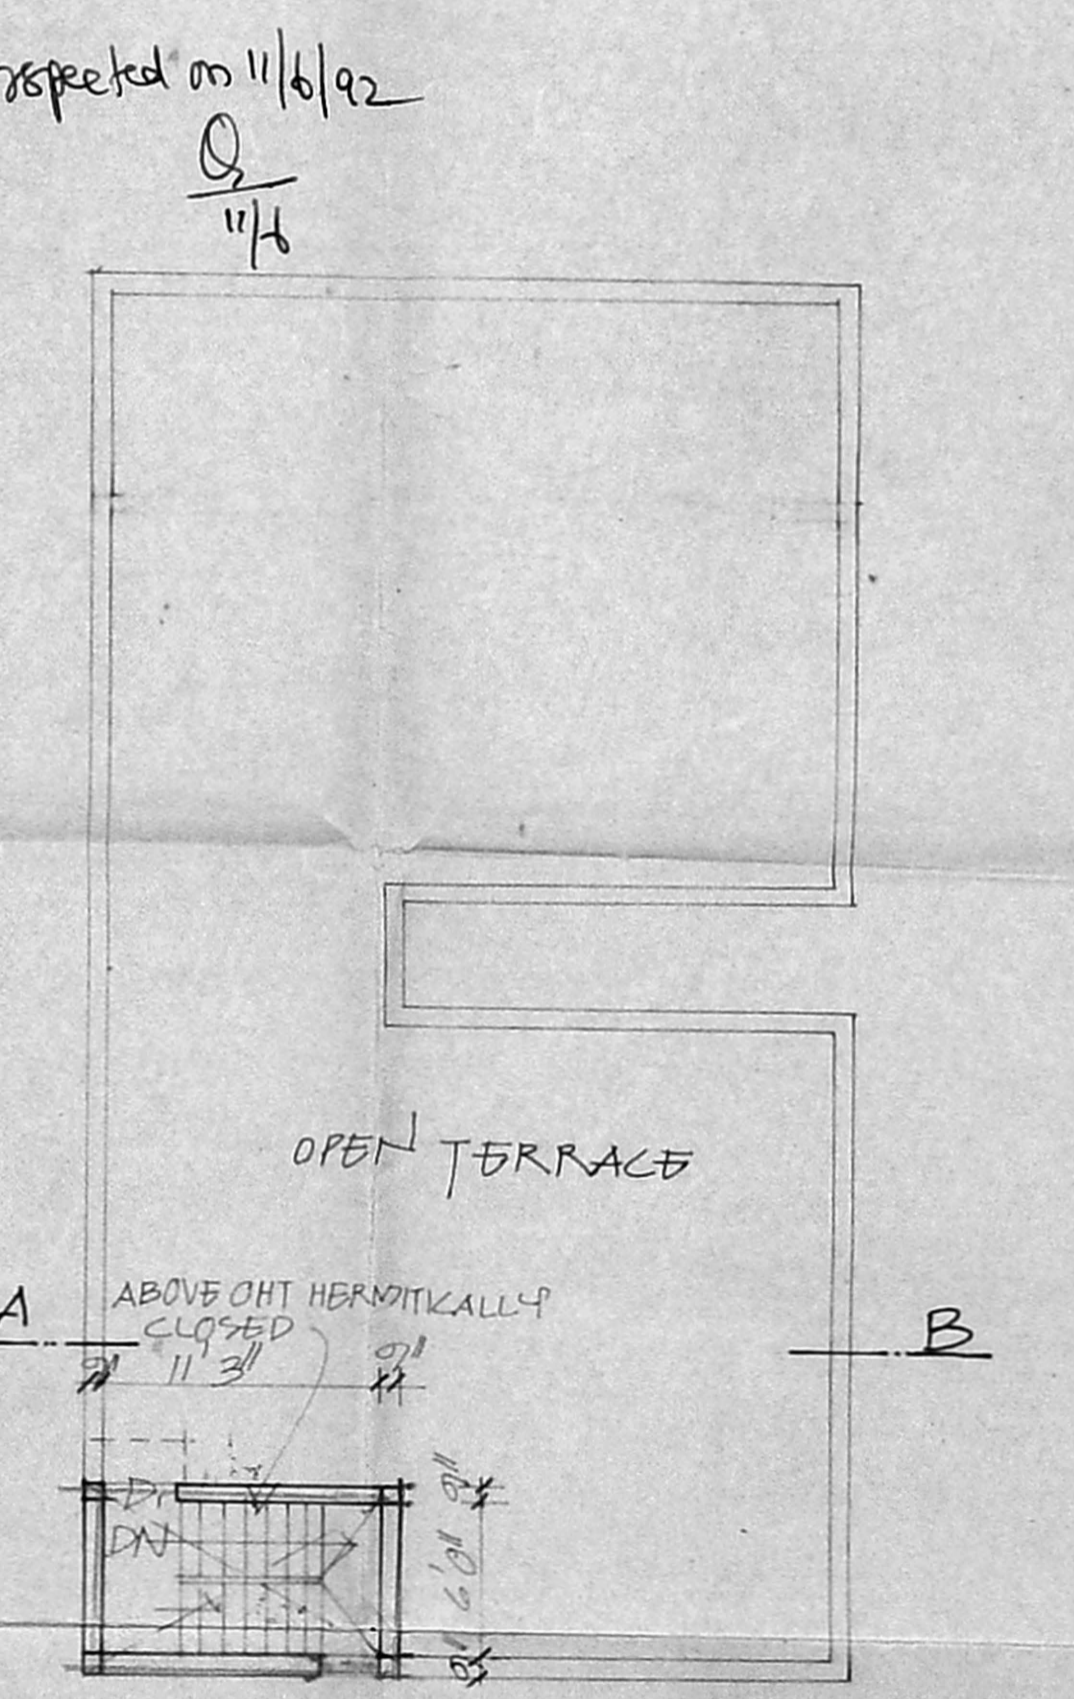 on 11/6/92
11/6
OPEN TERRACE
A
B
ABOVE OHT HERMITICALLY
CLOSED
9" 11' 3" 9"
9"
D1
DN
6'0"
9"